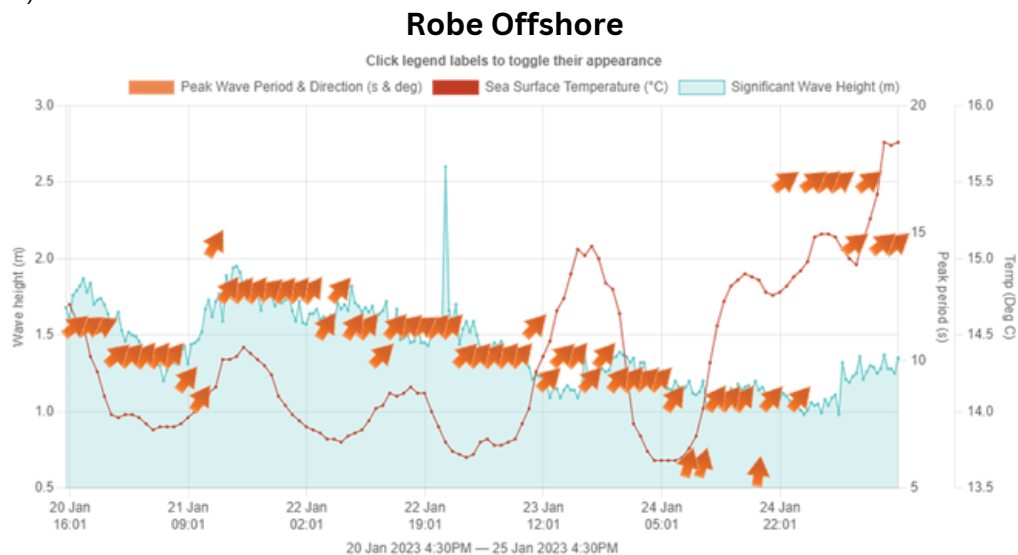 Robe Offshore
Click legend labels to toggle their appearance
Peak Wave Period & Direction (s & deg) Sea Surface Temperature (°C) Significant Wave Height (m)
3.0 20 16.0
2.5 15.5
15
2.0 15.0
1.5 14.5
10
1.0 14.0
0.5 5 13.5
Wave height (m)
Peak period (s)
Temp (Deg C)
20 Jan 21 Jan 22 Jan 22 Jan 23 Jan 24 Jan 24 Jan
16:01 09:01 02:01 19:01 12:01 05:01 22:01
20 Jan 2023 4:30PM — 25 Jan 2023 4:30PM